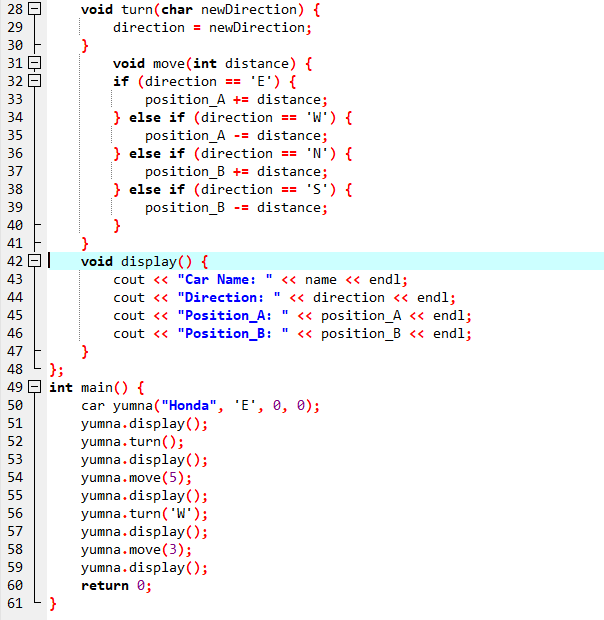 28 void turn(char newDirection) {
29 direction = newDirection;
30 }
31 void move(int distance) {
32 if (direction == 'E') {
33 position_A += distance;
34 } else if (direction == 'W') {
35 position_A -= distance;
36 } else if (direction == 'N') {
37 position_B += distance;
38 } else if (direction == 'S') {
39 position_B -= distance;
40 }
41 }
42 void display() {
43 cout << "Car Name: " << name << endl;
44 cout << "Direction: " << direction << endl;
45 cout << "Position_A: " << position_A << endl;
46 cout << "Position_B: " << position_B << endl;
47 }
48 };
49 int main() {
50 car yumna("Honda", 'E', 0, 0);
51 yumna.display();
52 yumna.turn();
53 yumna.display();
54 yumna.move(5);
55 yumna.display();
56 yumna.turn('W');
57 yumna.display();
58 yumna.move(3);
59 yumna.display();
60 return 0;
61 }